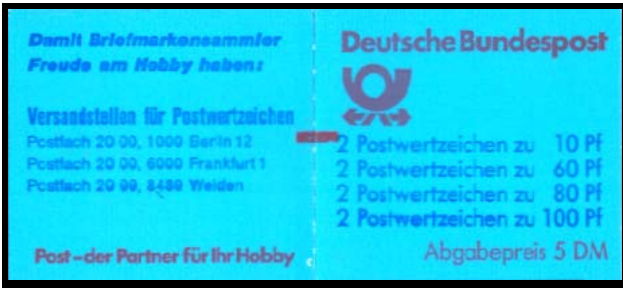 Damit Briefmarkensammler
Freude am Hobby haben:
Versandstellen für Postwertzeichen
Postfach 20 00, 1000 Berlin 12
Postfach 20 00, 6000 Frankfurt 1
Postfach 20 00, 8480 Weiden
Post – der Partner für Ihr Hobby
Deutsche Bundespost
2 Postwertzeichen zu 10 Pf
2 Postwertzeichen zu 60 Pf
2 Postwertzeichen zu 80 Pf
2 Postwertzeichen zu 100 Pf
Abgabepreis 5 DM